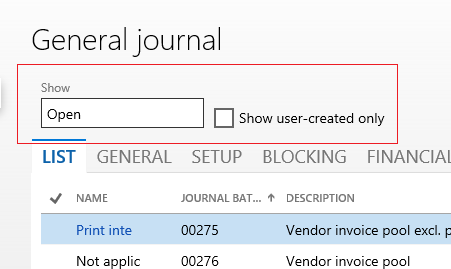 General journal
Show
Open
Show user-created only
LIST GENERAL SETUP BLOCKING FINANCIAL
NAME JOURNAL BAT... DESCRIPTION
Print inte 00275 Vendor invoice pool excl. p
Not applic 00276 Vendor invoice pool